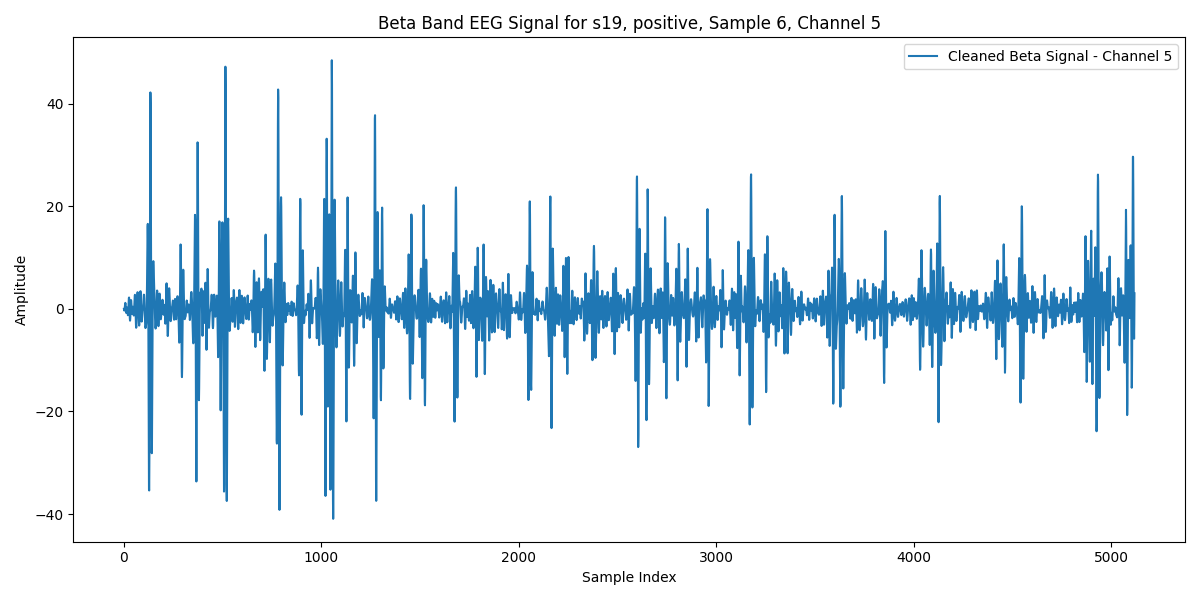 Beta Band EEG Signal for s19, positive, Sample 6, Channel 5
Cleaned Beta Signal - Channel 5
Amplitude
40
20
0
−20
−40
0
1000
2000
3000
4000
5000
Sample Index